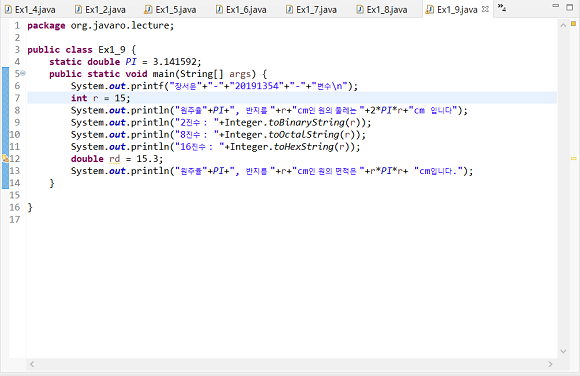 Ex1_4.java Ex1_2.java Ex1_5.java Ex1_6.java Ex1_7.java Ex1_8.java Ex1_9.java »4
1 package org.javaro.lecture;
2
3 public class Ex1_9 {
4 static double PI = 3.141592;
5 public static void main(String[] args) {
6 System.out.printf("장서윤"+"-"+"20191354"+"-"+"변수\n");
7 int r = 15;
8 System.out.println("원주율"+PI+", 반지름 "+r+"cm인 원의 둘레는 "+2*PI*r+"cm 입니다");
9 System.out.println("2진수 : "+Integer.toBinaryString(r));
10 System.out.println("8진수 : "+Integer.toOctalString(r));
11 System.out.println("16진수 : "+Integer.toHexString(r));
12 double rd = 15.3;
13 System.out.println("원주율"+PI+", 반지름 "+r+"cm인 원의 면적은 "+r*PI*r+ "cm입니다.");
14 }
15
16 }
17